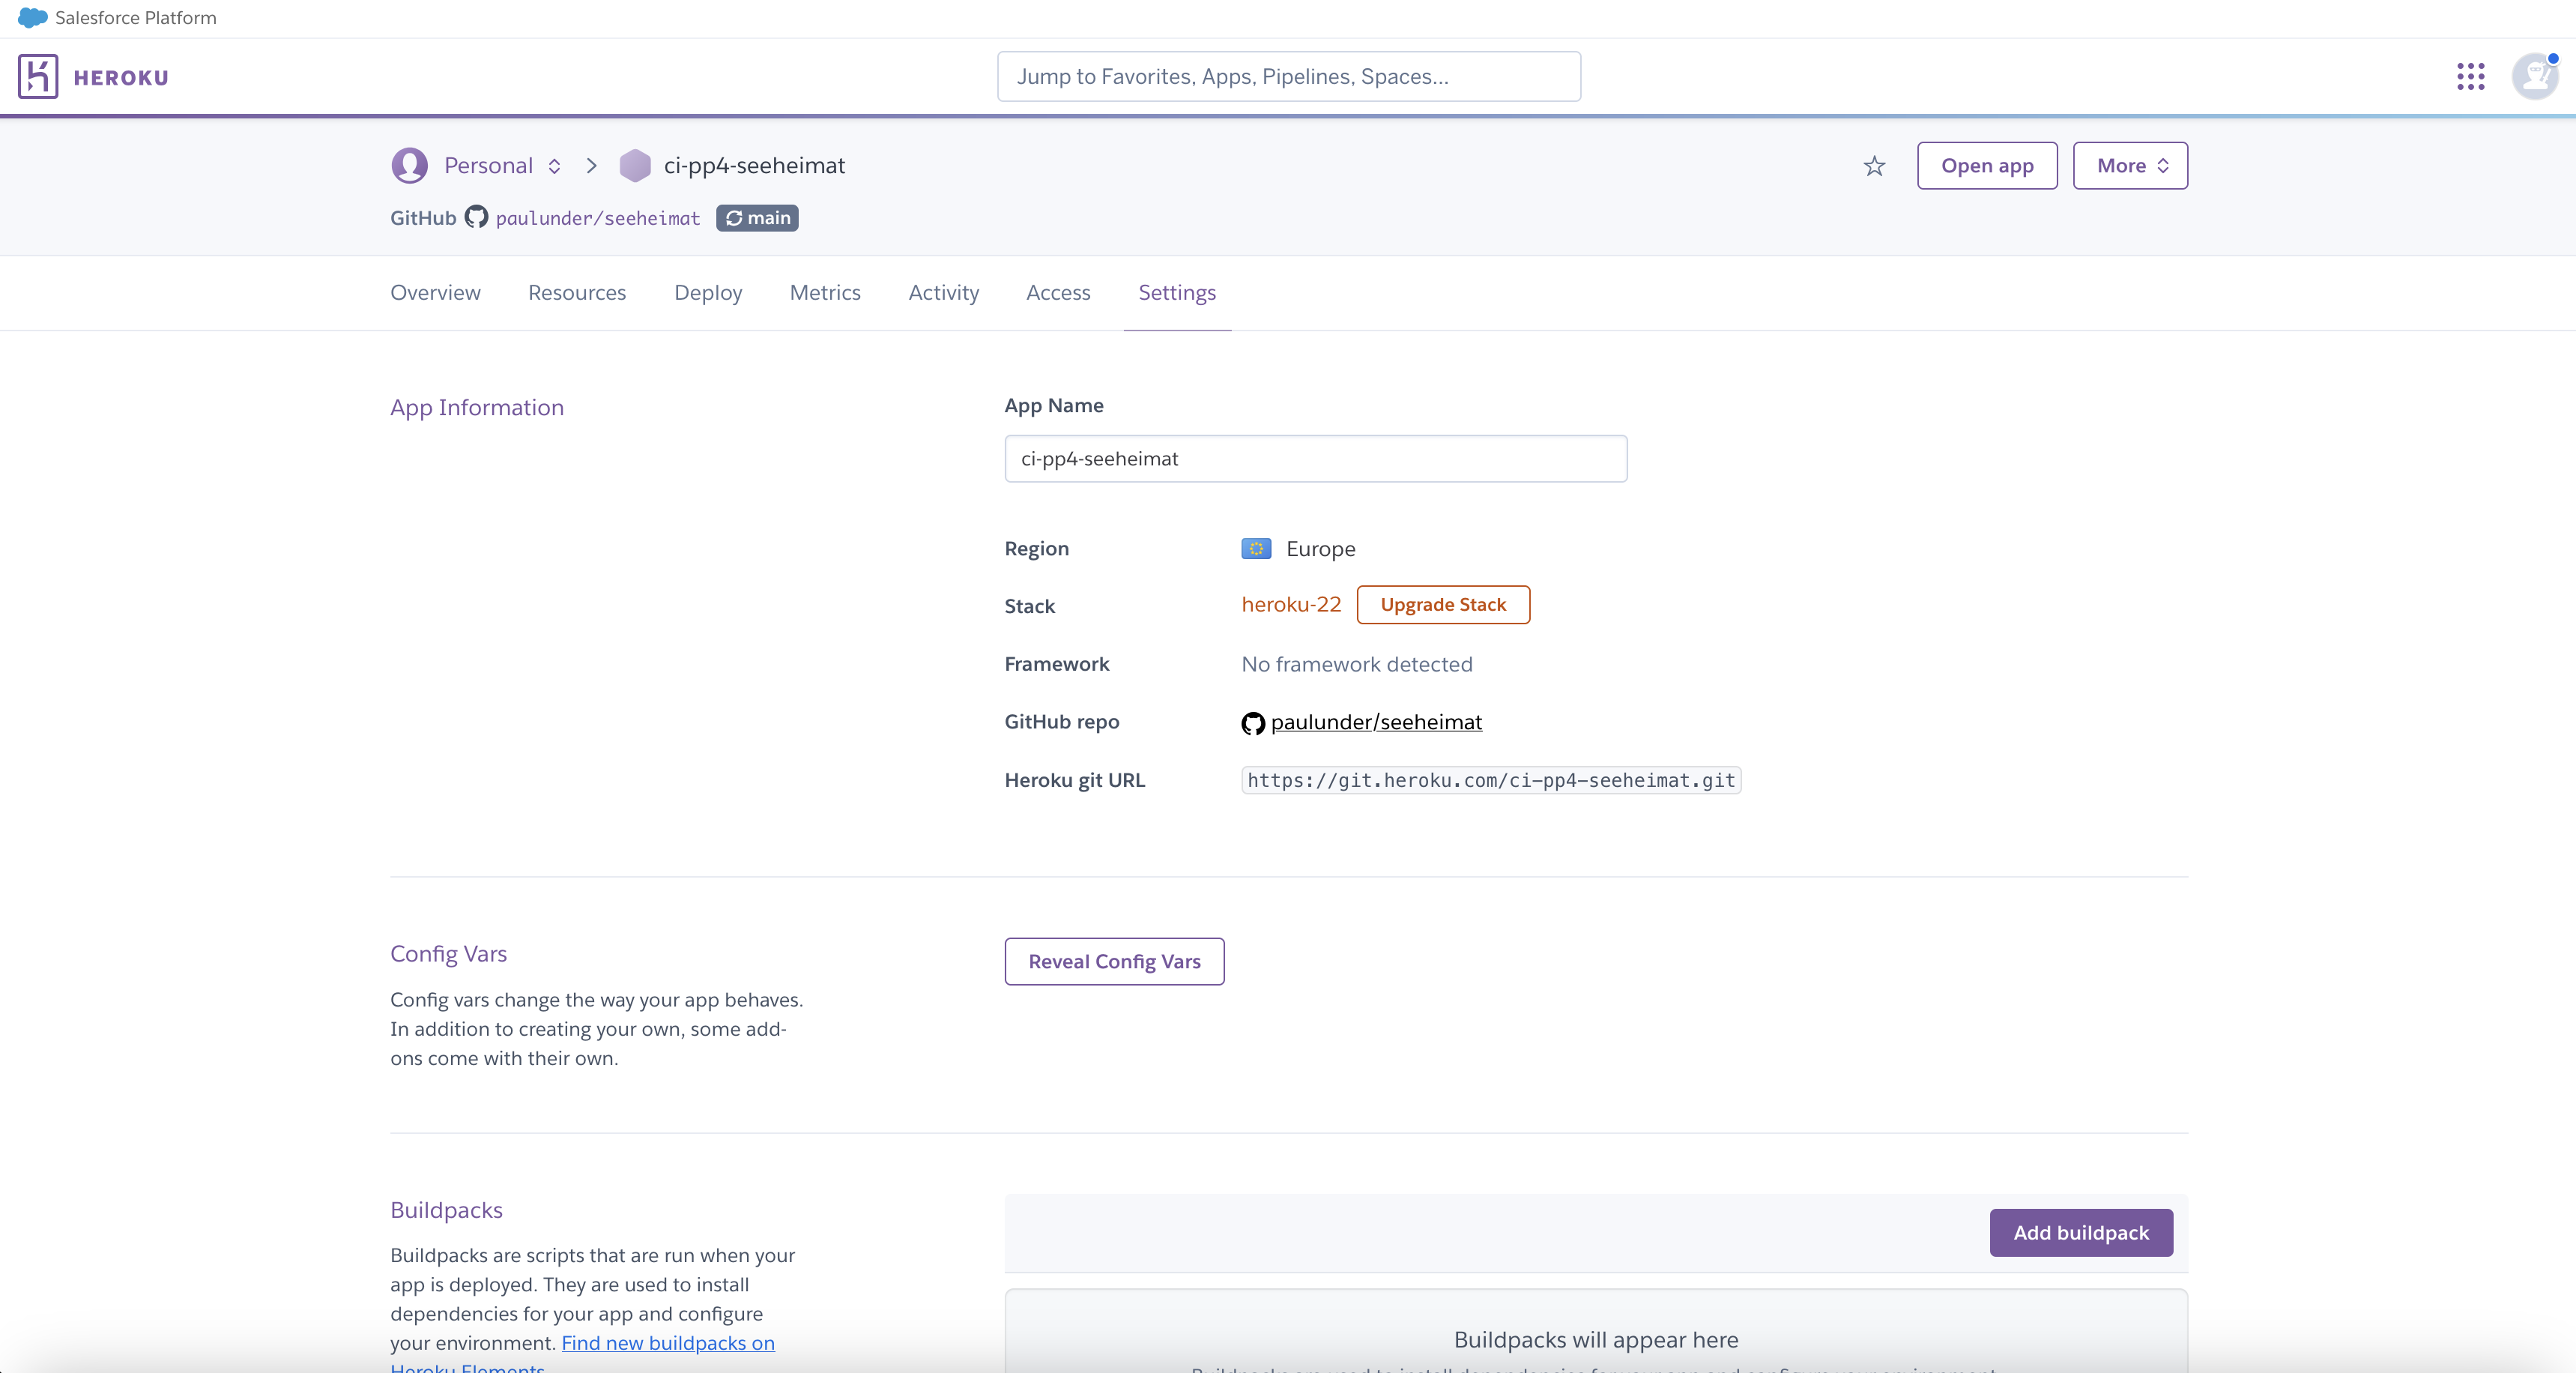 Salesforce Platform
HEROKU
Jump to Favorites, Apps, Pipelines, Spaces...
Personal
ci-pp4-seeheimat
Open app
More
GitHub paulunder/seeheimat main
Overview
Resources
Deploy
Metrics
Activity
Access
Settings
App Information
App Name
ci-pp4-seeheimat
Region
Europe
Stack
heroku-22
Upgrade Stack
Framework
No framework detected
GitHub repo
paulunder/seeheimat
Heroku git URL
https://git.heroku.com/ci-pp4-seeheimat.git
Config Vars
Config vars change the way your app behaves.
In addition to creating your own, some add-
ons come with their own.
Reveal Config Vars
Buildpacks
Buildpacks are scripts that are run when your
app is deployed. They are used to install
dependencies for your app and configure
your environment. Find new buildpacks on
Heroku Elements
Add buildpack
Buildpacks will appear here